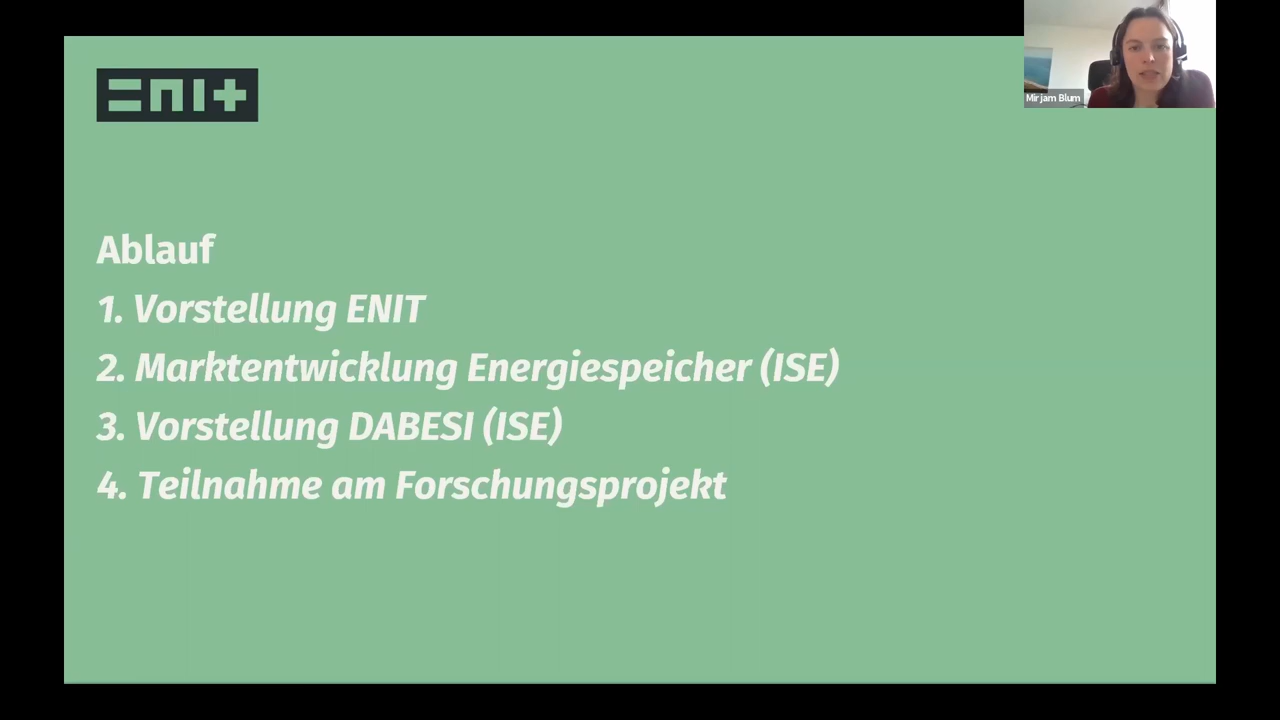 ENIT
Mirjam Blum
Ablauf
1. Vorstellung ENIT
2. Marktentwicklung Energiespeicher (ISE)
3. Vorstellung DABESI (ISE)
4. Teilnahme am Forschungsprojekt